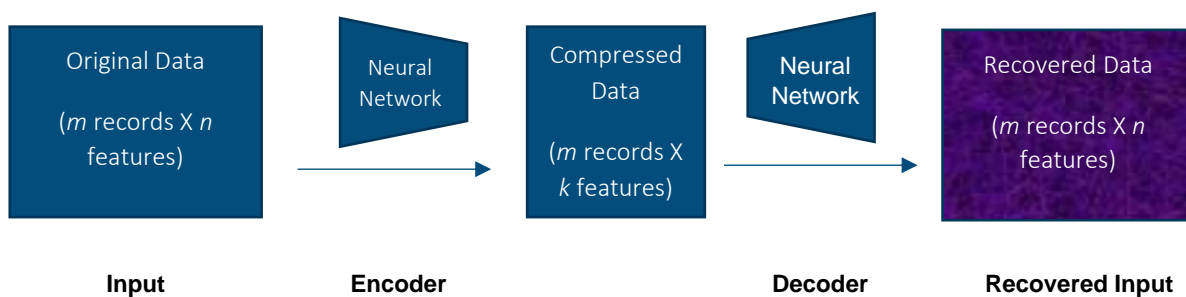 Original Data
(m records X n
features)
Neural
Network
Compressed
Data
(m records X
k features)
Neural
Network
Recovered Data
(m records X n
features)
Input
Encoder
Decoder
Recovered Input